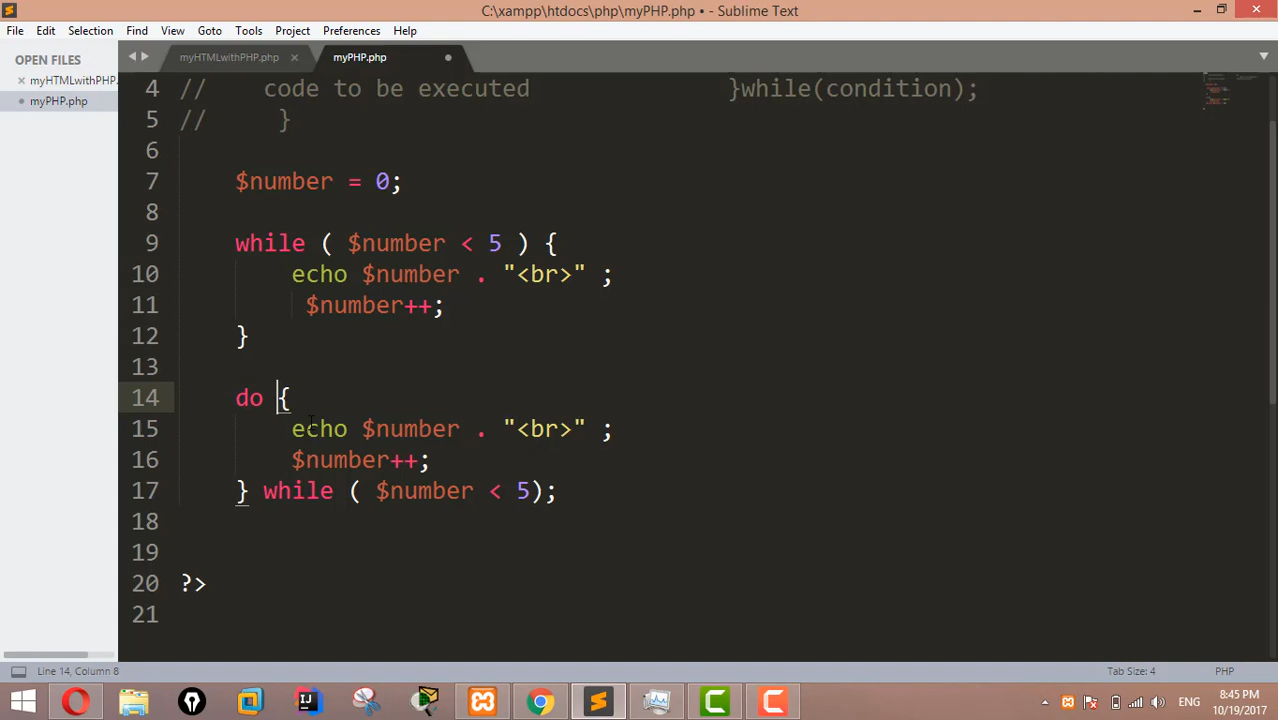 C:\xampp\htdocs\php\myPHP.php • - Sublime Text
File Edit Selection Find View Goto Tools Project Preferences Help
OPEN FILES
myHTMLwithPHP.
myPHP.php
myHTMLwithPHP.php
myPHP.php
4 // code to be executed }while(condition);
5 // }
6
7 $number = 0;
8
9 while ( $number < 5 ) {
10 echo $number . "<br>" ;
11 $number++;
12 }
13
14 do {
15 echo $number . "<br>" ;
16 $number++;
17 } while ( $number < 5);
18
19
20 ?>
21
Line 14, Column 8 Tab Size: 4 PHP
ENG
8:45 PM
10/19/2017